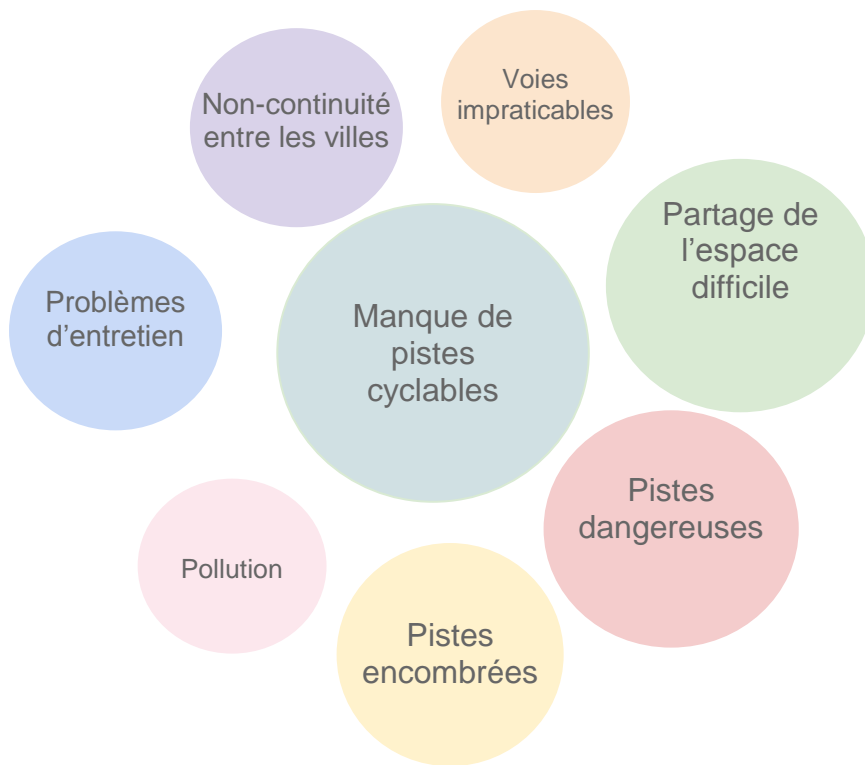 Non-continuité
entre les villes
Voies
impraticables
Partage de
l’espace
difficile
Problèmes
d’entretien
Manque de
pistes
cyclables
Pistes
dangereuses
Pollution
Pistes
encombrées